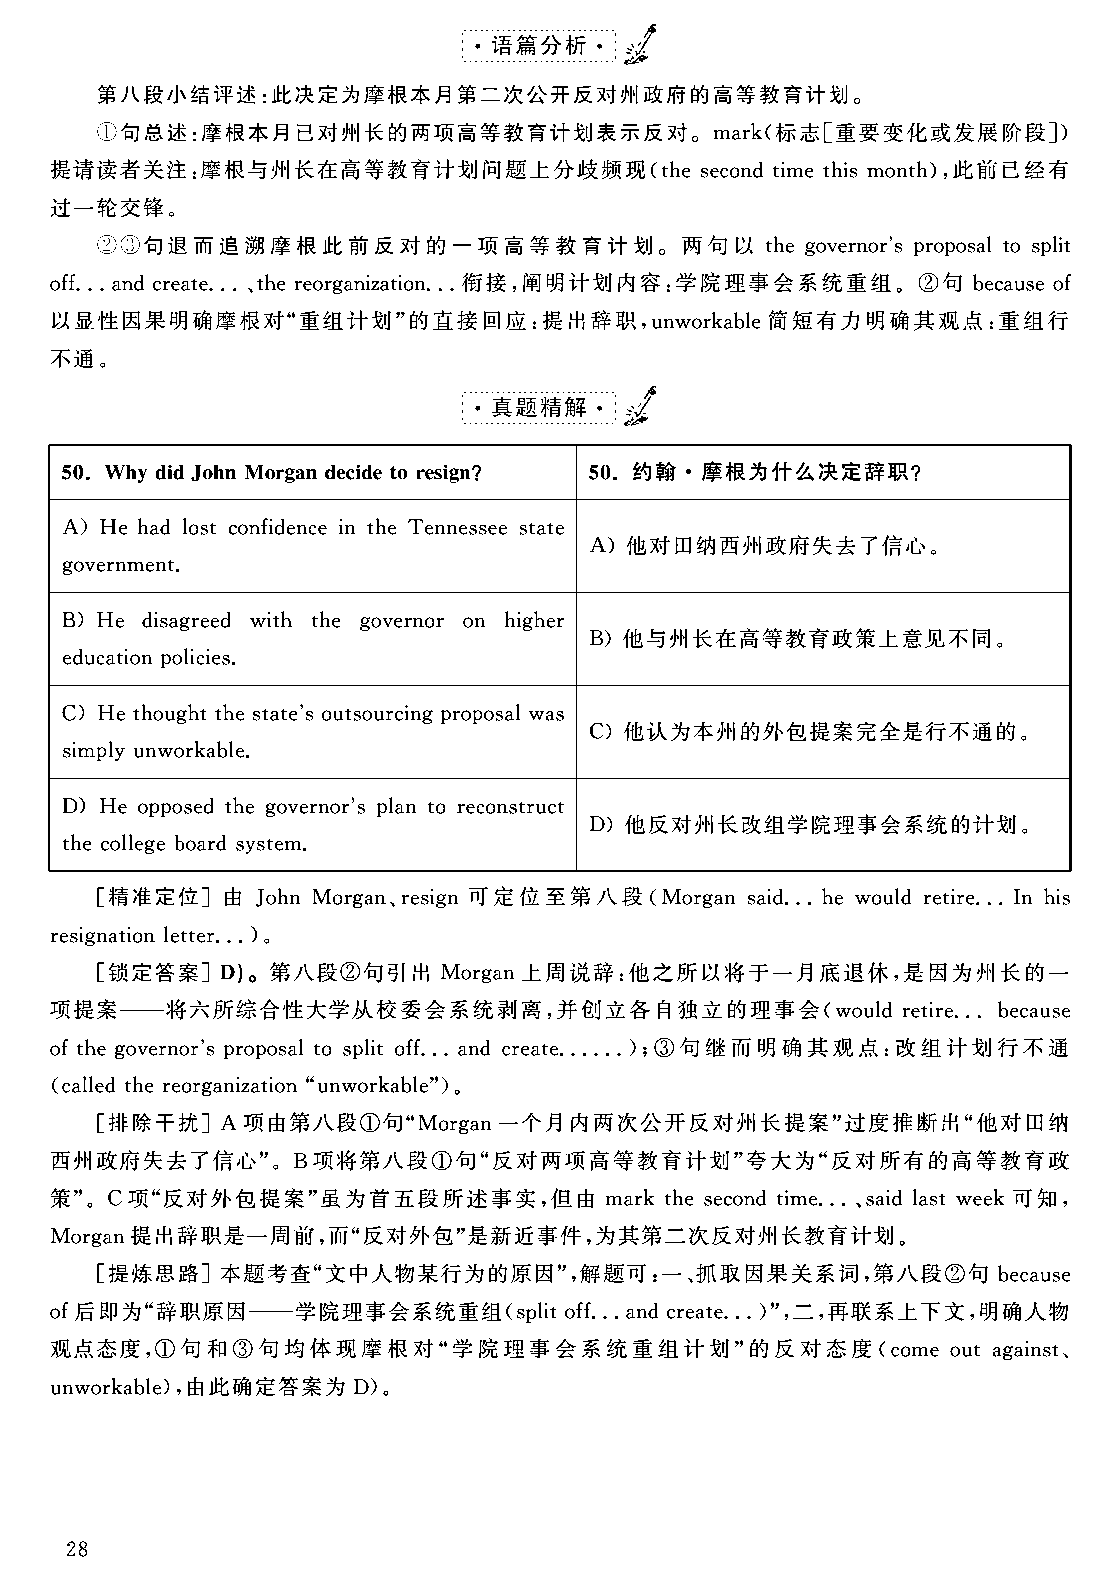 ·语篇分析·
第八段小结评述:此决定为摩根本月第二次公开反对州政府的高等教育计划。
①句总述:摩根本月已对州长的两项高等教育计划表示反对。mark(标志[重要变化或发展阶段])
提请读者关注:摩根与州长在高等教育计划问题上分歧频现(the second time this month),此前已经有
过一轮交锋。
②③句退而追溯摩根此前反对的一项高等教育计划。两句以 the governor's proposal to split
off...and create...、the reorganization...衔接,阐明计划内容:学院理事会系统重组。②句 because of
以显性因果明确摩根对“重组计划”的直接回应:提出辞职,unworkable 简短有力明确其观点:重组行
不通。
·真题精解·
50. Why did John Morgan decide to resign?
50. 约翰·摩根为什么决定辞职?
A) He had lost confidence in the Tennessee state
government.
A) 他对田纳西州政府失去了信心。
B) He disagreed with the governor on higher
education policies.
B) 他与州长在高等教育政策上意见不同。
C) He thought the state's outsourcing proposal was
simply unworkable.
C) 他认为本州的外包提案完全是行不通的。
D) He opposed the governor's plan to reconstruct
the college board system.
D) 他反对州长改组学院理事会系统的计划。
[精准定位] 由 John Morgan、resign 可定位至第八段(Morgan said... he would retire... In his
resignation letter...)。
[锁定答案] D)。第八段②句引出 Morgan 上周说辞:他之所以将于一月底退休,是因为州长的一
项提案——将六所综合性大学从校委会系统剥离,并创立各自独立的理事会(would retire... because
of the governor's proposal to split off... and create......);③句继而明确其观点:改组计划行不通
(called the reorganization “unworkable”)。
[排除干扰] A 项由第八段①句“Morgan 一个月内两次公开反对州长提案”过度推断出“他对田纳
西州政府失去了信心”。B 项将第八段①句“反对两项高等教育计划”夸大为“反对所有的高等教育政
策”。C 项“反对外包提案”虽为首五段所述事实,但由 mark the second time...、said last week 可知,
Morgan 提出辞职是一周前,而“反对外包”是新近事件,为其第二次反对州长教育计划。
[提炼思路] 本题考查“文中人物某行为的原因”,解题可:一、抓取因果关系词,第八段②句 because
of 后即为“辞职原因——学院理事会系统重组(split off...and create...)”,二,再联系上下文,明确人物
观点态度,①句和③句均体现摩根对“学院理事会系统重组计划”的反对态度(come out against、
unworkable),由此确定答案为 D)。
28